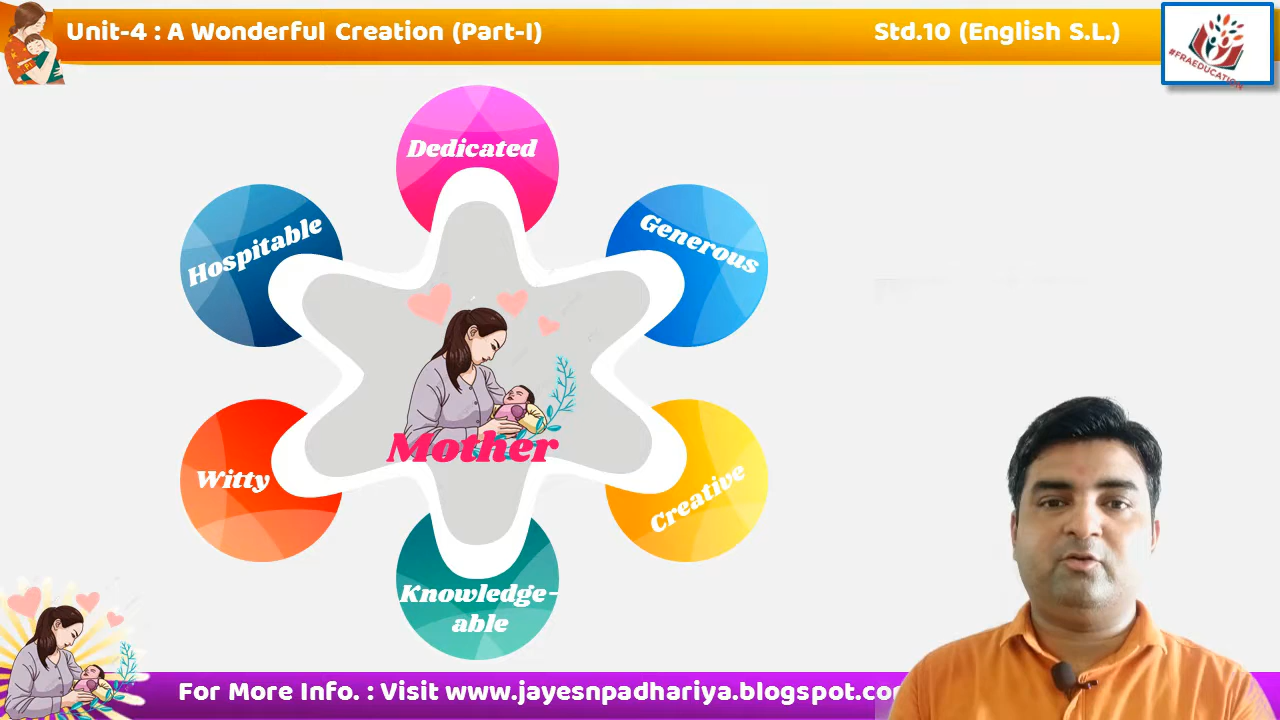 Unit-4 : A Wonderful Creation (Part-I)
Std.10 (English S.L.)
#FRAEDUCATION
Dedicated
Hospitable
Generous
Mother
Witty
Creative
Knowledge-
able
For More Info. : Visit www.jayesnpadhariya.blogspot.co